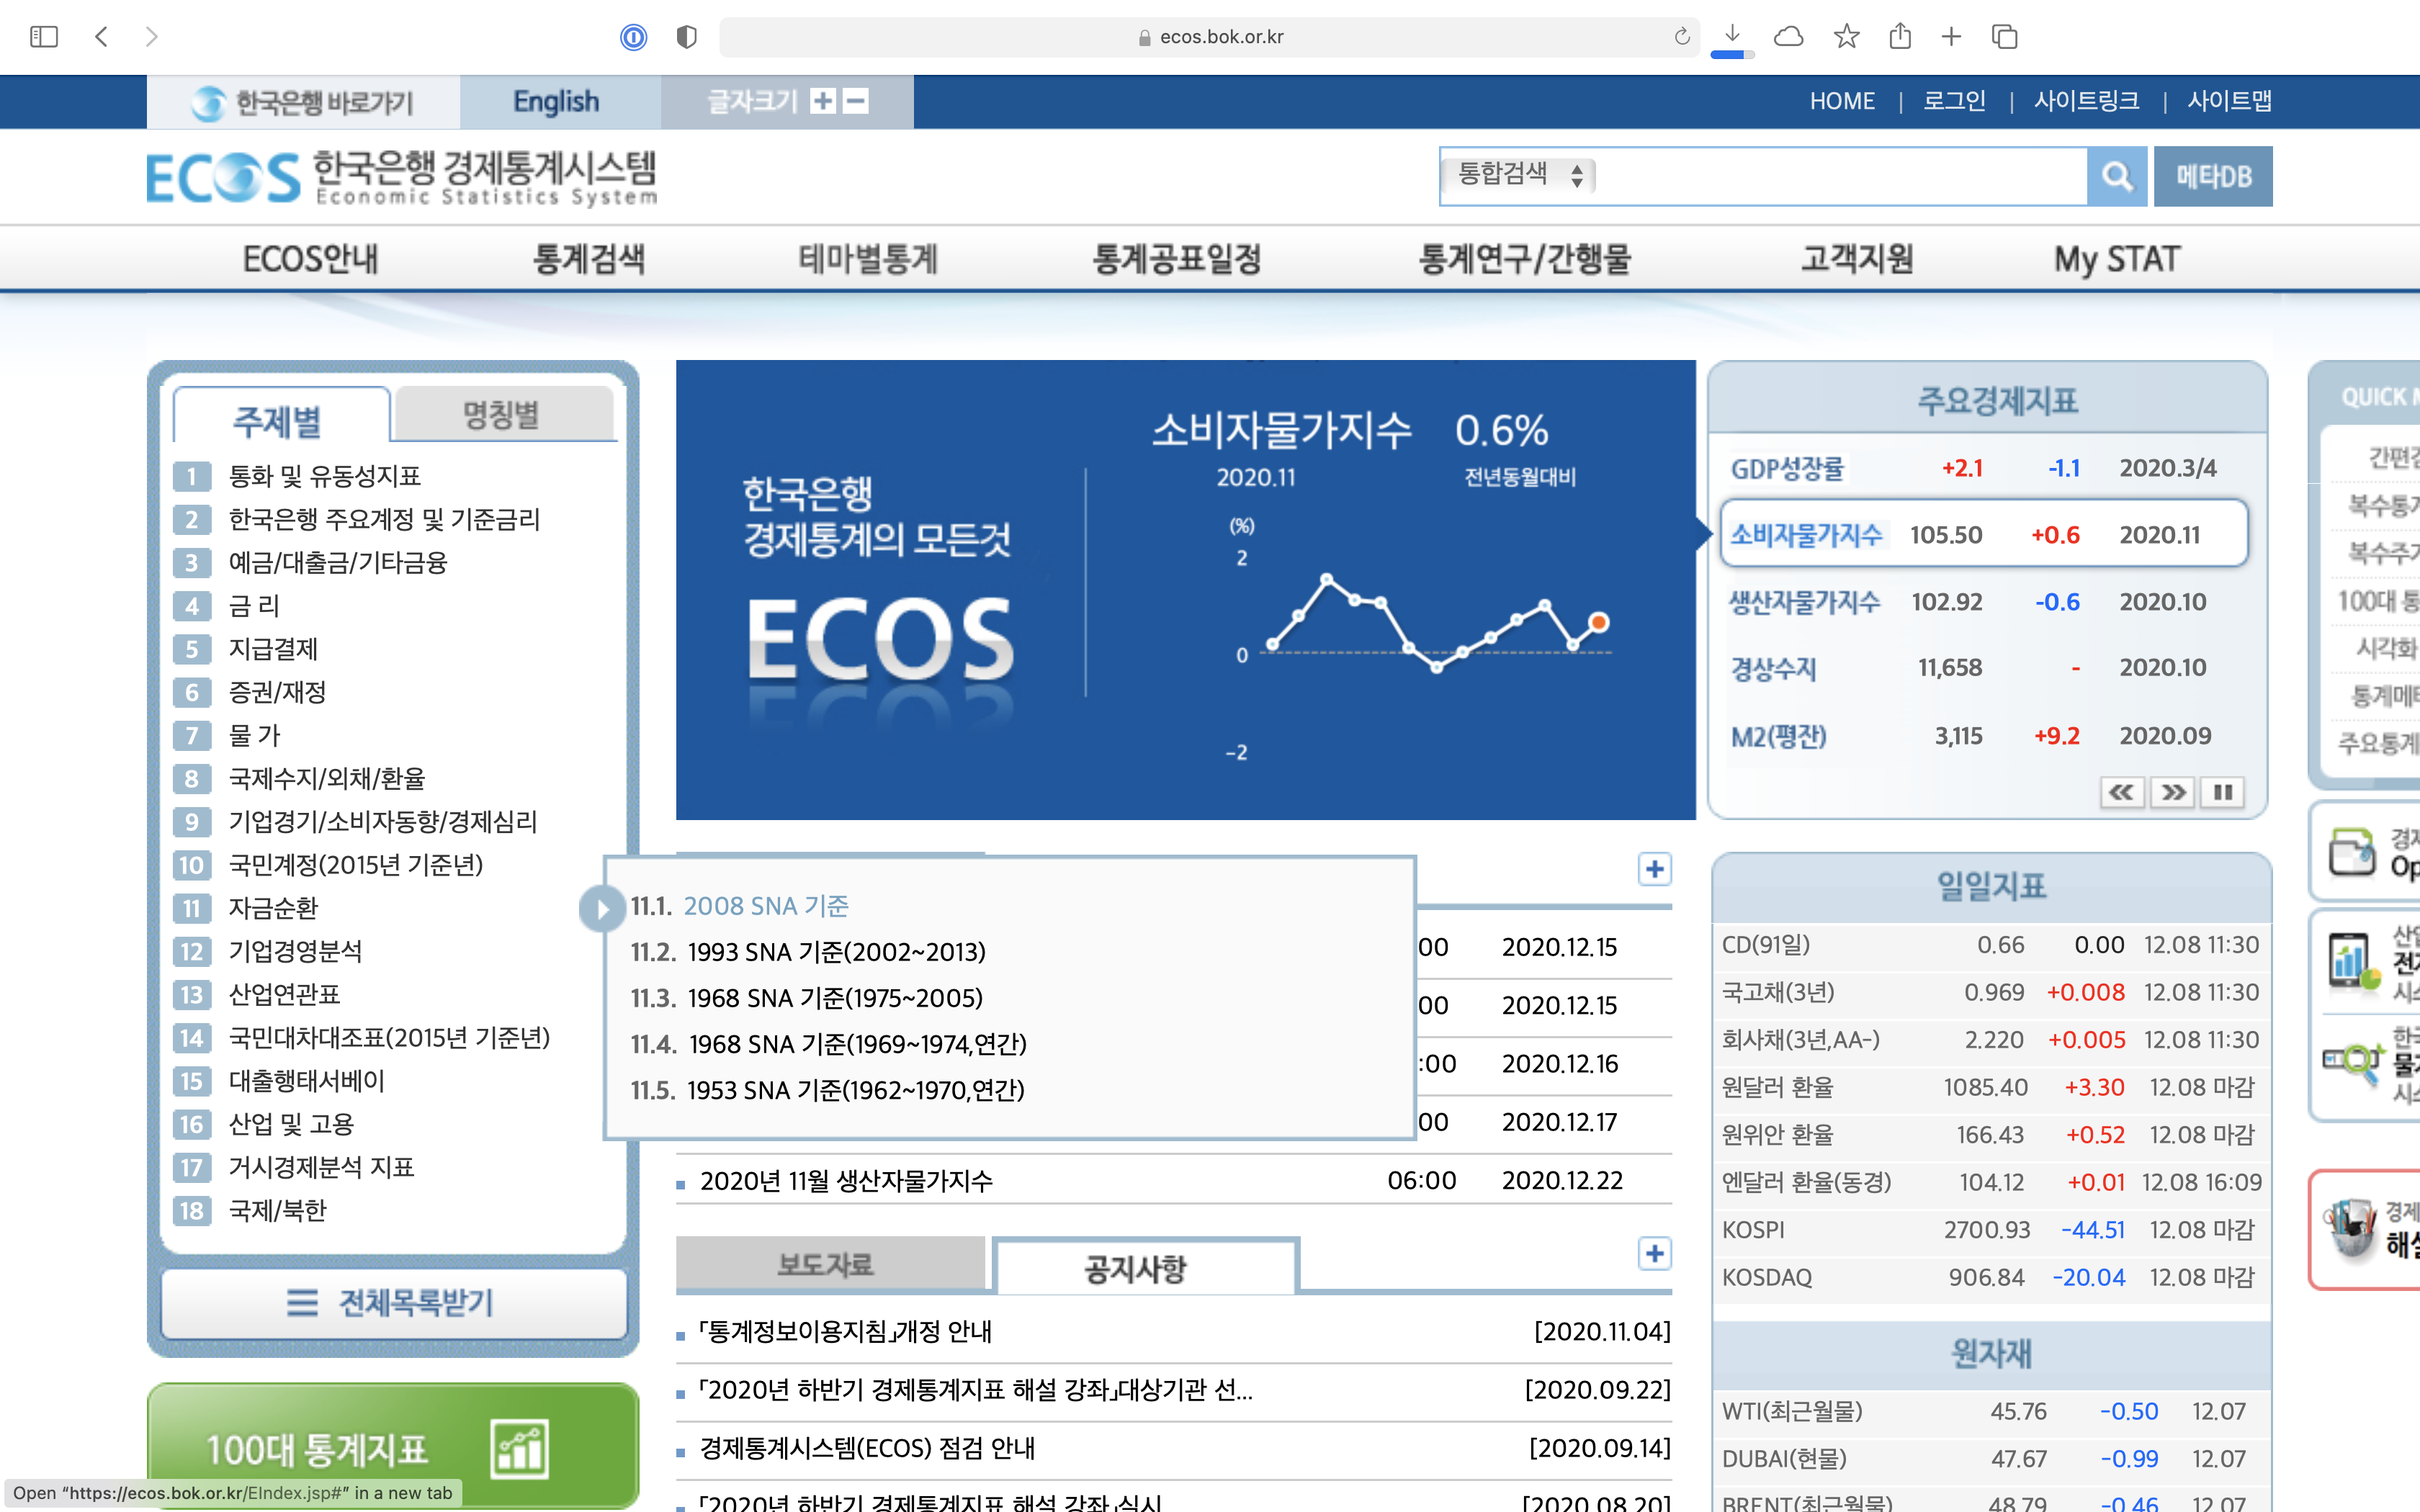 ecos.bok.or.kr
한국은행 바로가기 English 글자크기 + −
HOME | 로그인 | 사이트링크 | 사이트맵
ECOS 한국은행 경제통계시스템
Economic Statistics System
통합검색 메타DB
ECOS안내 통계검색 테마별통계 통계공표일정 통계연구/간행물 고객지원 My STAT
주제별 명칭별
1 통화 및 유동성지표
2 한국은행 주요계정 및 기준금리
3 예금/대출금/기타금융
4 금 리
5 지급결제
6 증권/재정
7 물 가
8 국제수지/외채/환율
9 기업경기/소비자동향/경제심리
10 국민계정(2015년 기준년)
11 자금순환
12 기업경영분석
13 산업연관표
14 국민대차대조표(2015년 기준년)
15 대출행태서베이
16 산업 및 고용
17 거시경제분석 지표
18 국제/북한
전체목록받기
100대 통계지표
Open “https://ecos.bok.or.kr/EIndex.jsp#” in a new tab
11.1. 2008 SNA 기준
11.2. 1993 SNA 기준(2002~2013)
11.3. 1968 SNA 기준(1975~2005)
11.4. 1968 SNA 기준(1969~1974,연간)
11.5. 1953 SNA 기준(1962~1970,연간)
한국은행
경제통계의 모든것
ECOS
소비자물가지수 0.6%
2020.11 전년동월대비
(%)
2
0
-2
00 2020.12.15
00 2020.12.15
:00 2020.12.16
00 2020.12.17
2020년 11월 생산자물가지수 06:00 2020.12.22
보도자료 공지사항
「통계정보이용지침」개정 안내 [2020.11.04]
「2020년 하반기 경제통계지표 해설 강좌」대상기관 선... [2020.09.22]
경제통계시스템(ECOS) 점검 안내 [2020.09.14]
「2020년 하반기 경제통계지표 해설 강좌」실시 [2020.08.20]
주요경제지표
GDP성장률 +2.1 -1.1 2020.3/4
소비자물가지수 105.50 +0.6 2020.11
생산자물가지수 102.92 -0.6 2020.10
경상수지 11,658 - 2020.10
M2(평잔) 3,115 +9.2 2020.09
일일지표
CD(91일) 0.66 0.00 12.08 11:30
국고채(3년) 0.969 +0.008 12.08 11:30
회사채(3년,AA-) 2.220 +0.005 12.08 11:30
원달러 환율 1085.40 +3.30 12.08 마감
원위안 환율 166.43 +0.52 12.08 마감
엔달러 환율(동경) 104.12 +0.01 12.08 16:09
KOSPI 2700.93 -44.51 12.08 마감
KOSDAQ 906.84 -20.04 12.08 마감
원자재
WTI(최근월물) 45.76 -0.50 12.07
DUBAI(현물) 47.67 -0.99 12.07
BRENT(최근월물) 48.79 -0.46 12.07
QUICK
간편
복수통
복수주
100대 통
시각화
통계메타
주요통계
경제
Op
산업
전자
시스
한국
물가
시스
경제
해설